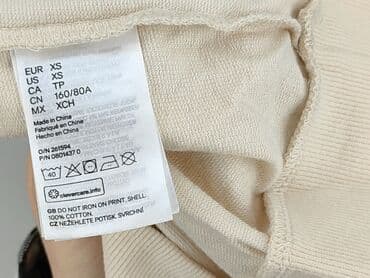 EUR XS
US XS
CA TP
CN 160/80A
MX XCH
Made in China
Fabriqué en Chine
Hecho en China
O/N 261594
P/N 0801437 0
40
clevercare.info
GB DO NOT IRON ON PRINT. SHELL:
100% COTTON.
CZ NEŽEHLETE POTISK. SVRCHNÍ